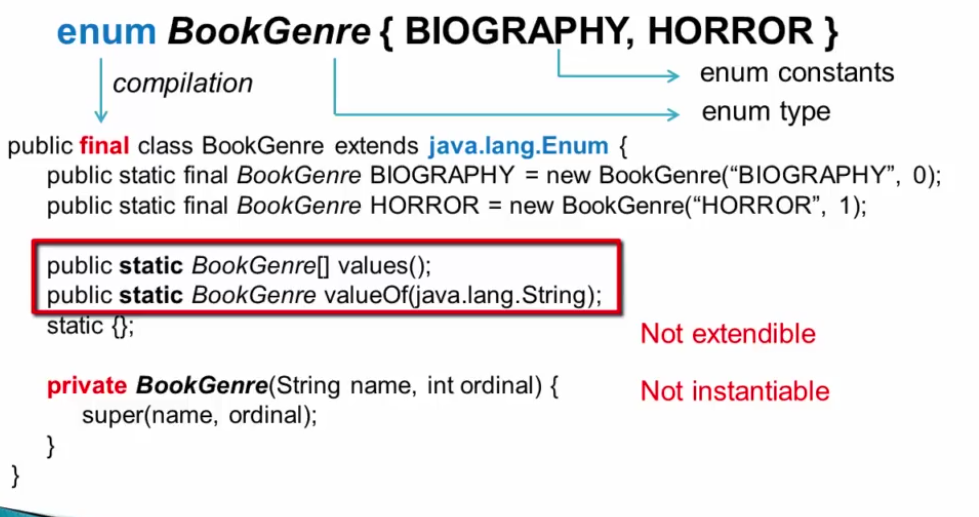 enum BookGenre { BIOGRAPHY, HORROR }
compilation
enum constants
enum type
public final class BookGenre extends java.lang.Enum {
public static final BookGenre BIOGRAPHY = new BookGenre(“BIOGRAPHY”, 0);
public static final BookGenre HORROR = new BookGenre(“HORROR”, 1);
public static BookGenre[] values();
public static BookGenre valueOf(java.lang.String);
static {};
Not extendible
private BookGenre(String name, int ordinal) {
Not instantiable
super(name, ordinal);
}
}